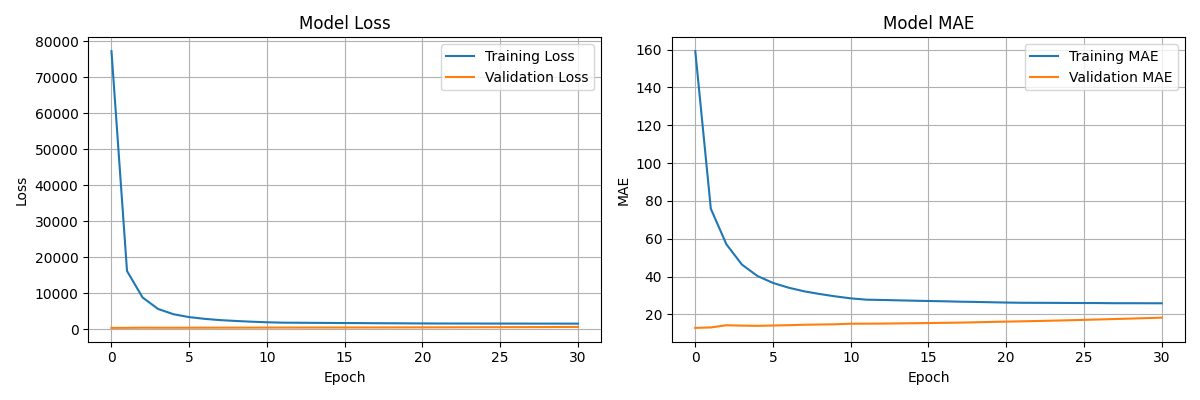 Model Loss
80000
70000
60000
50000
40000
30000
20000
10000
0
Loss
Training Loss
Validation Loss
0 5 10 15 20 25 30
Epoch
Model MAE
160
140
120
100
80
60
40
20
MAE
Training MAE
Validation MAE
0 5 10 15 20 25 30
Epoch